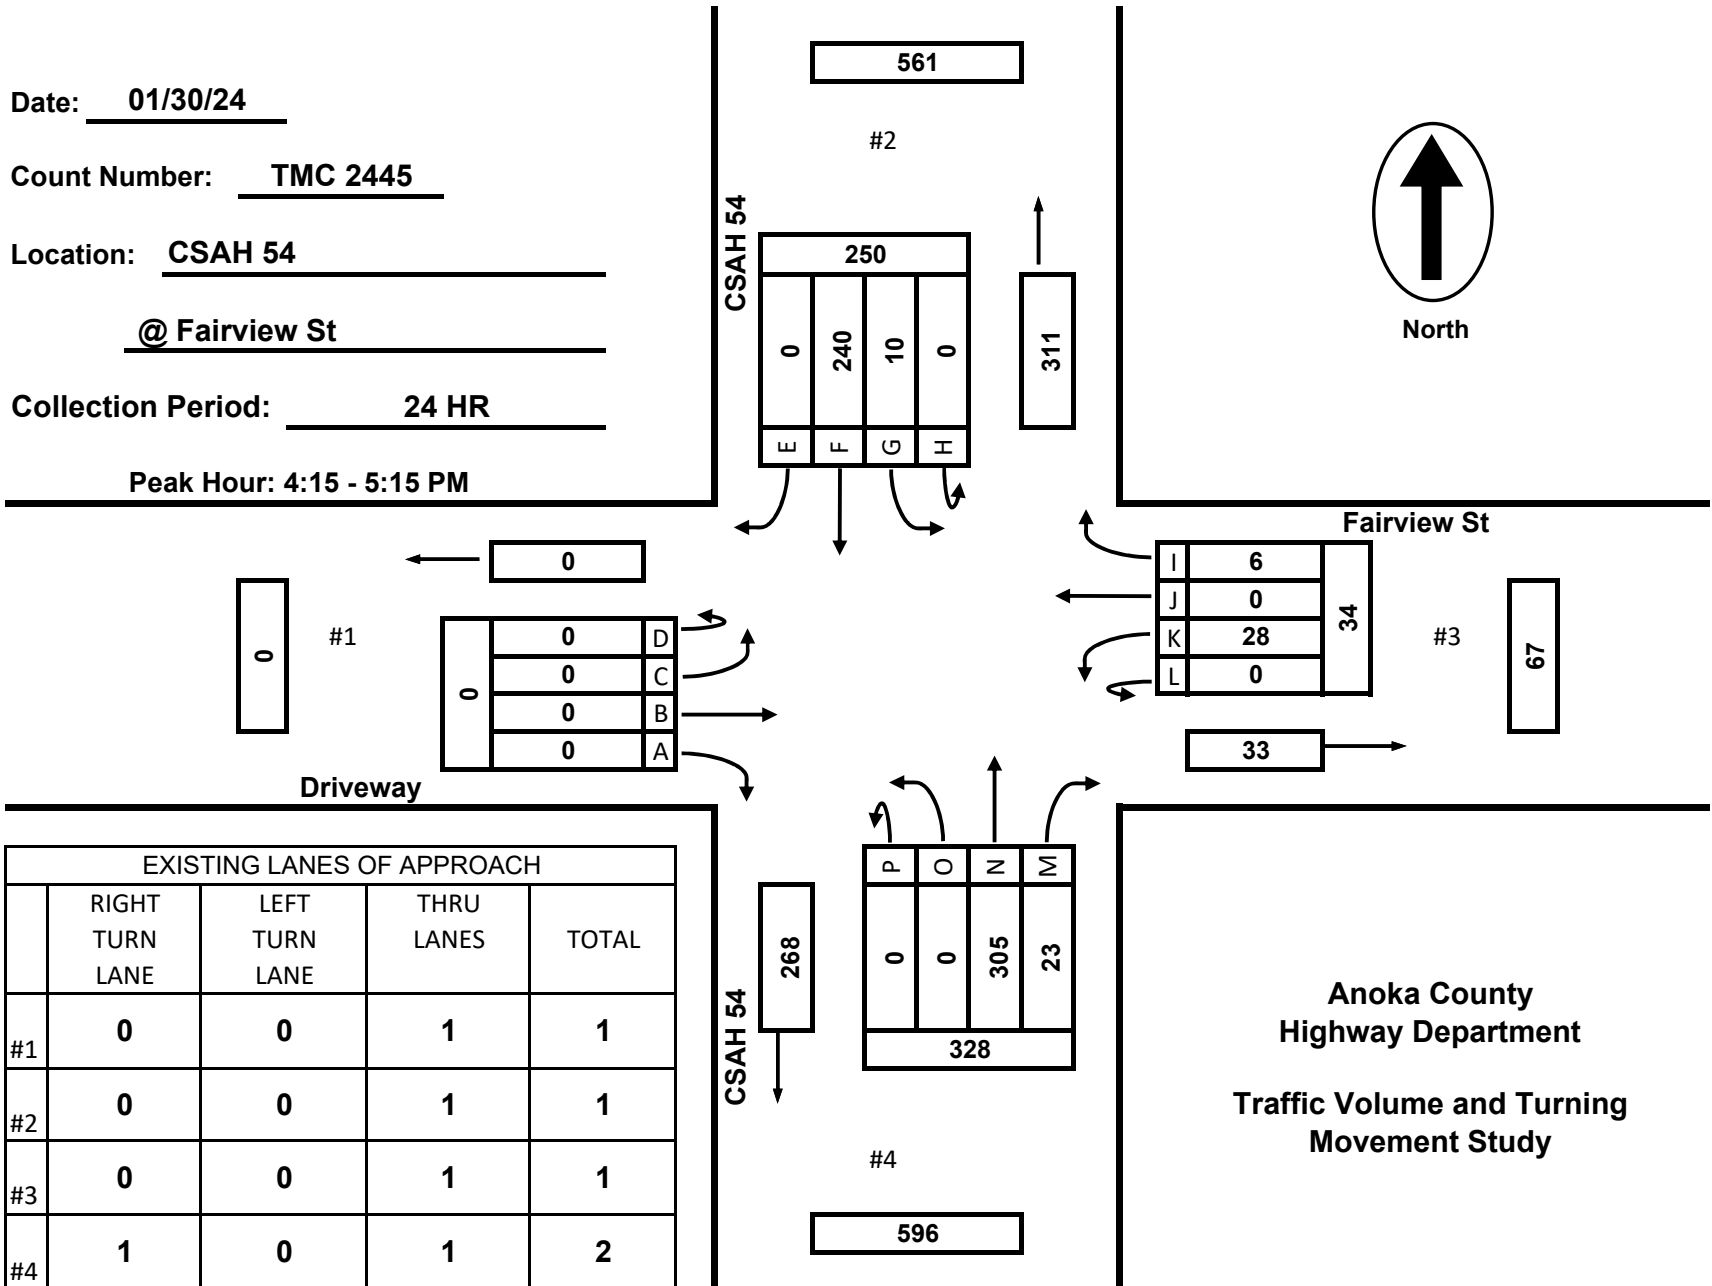 Date: 01/30/24
Count Number: TMC 2445
Location: CSAH 54
@ Fairview St
Collection Period: 24 HR
Peak Hour: 4:15 - 5:15 PM
561
#2
CSAH 54
250
0 240 10 0
E F G H
311
North
Fairview St
0
0
#1
0
0 D
0 C
0 B
0 A
Driveway
I 6
J 0
K 28
L 0
34
#3
67
33
P O N M
0 0 305 23
328
268
CSAH 54
#4
596
EXISTING LANES OF APPROACH
RIGHT LEFT THRU
TURN TURN LANES TOTAL
LANE LANE
#1 0 0 1 1
#2 0 0 1 1
#3 0 0 1 1
#4 1 0 1 2
Anoka County
Highway Department
Traffic Volume and Turning
Movement Study